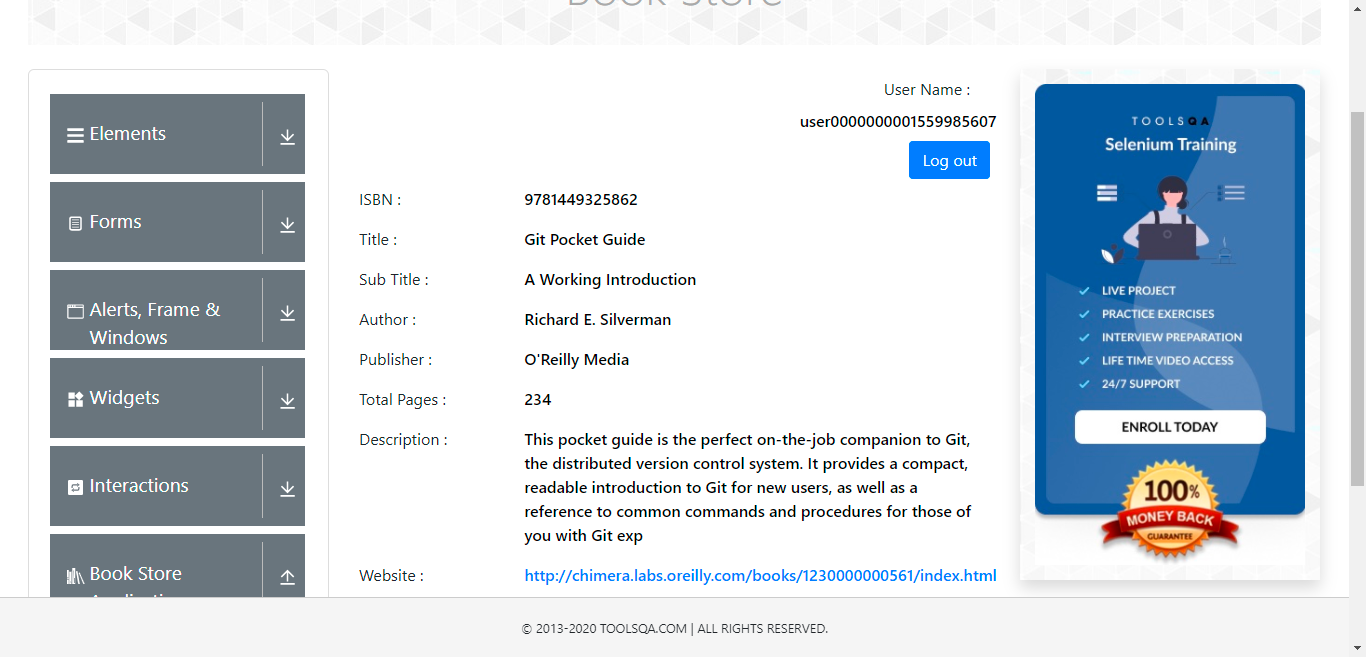 Book Store
Elements
Forms
Alerts, Frame &
Windows
Widgets
Interactions
Book Store
User Name :
user0000000001559985607
Log out
ISBN :
9781449325862
Title :
Git Pocket Guide
Sub Title :
A Working Introduction
Author :
Richard E. Silverman
Publisher :
O'Reilly Media
Total Pages :
234
Description :
This pocket guide is the perfect on-the-job companion to Git,
the distributed version control system. It provides a compact,
readable introduction to Git for new users, as well as a
reference to common commands and procedures for those of
you with Git exp
Website :
http://chimera.labs.oreilly.com/books/1230000000561/index.html
TOOLSQA
Selenium Training
LIVE PROJECT
PRACTICE EXERCISES
INTERVIEW PREPARATION
LIFE TIME VIDEO ACCESS
24/7 SUPPORT
ENROLL TODAY
100%
MONEY BACK
GUARANTEE
© 2013-2020 TOOLSQA.COM | ALL RIGHTS RESERVED.